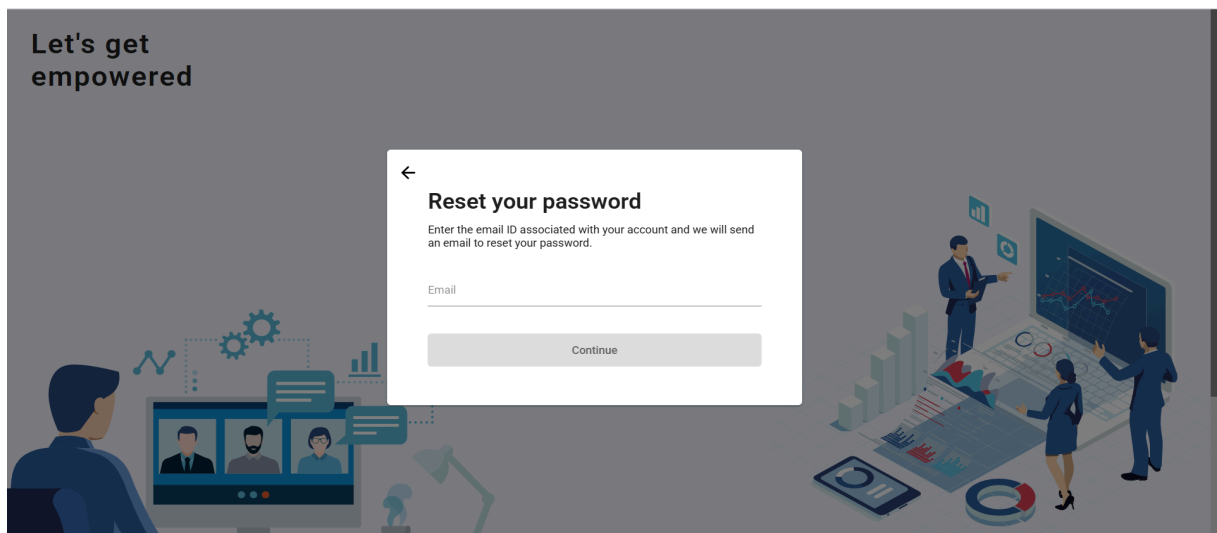 Let's get
empowered
Reset your password
Enter the email ID associated with your account and we will send
an email to reset your password.
Email
Continue